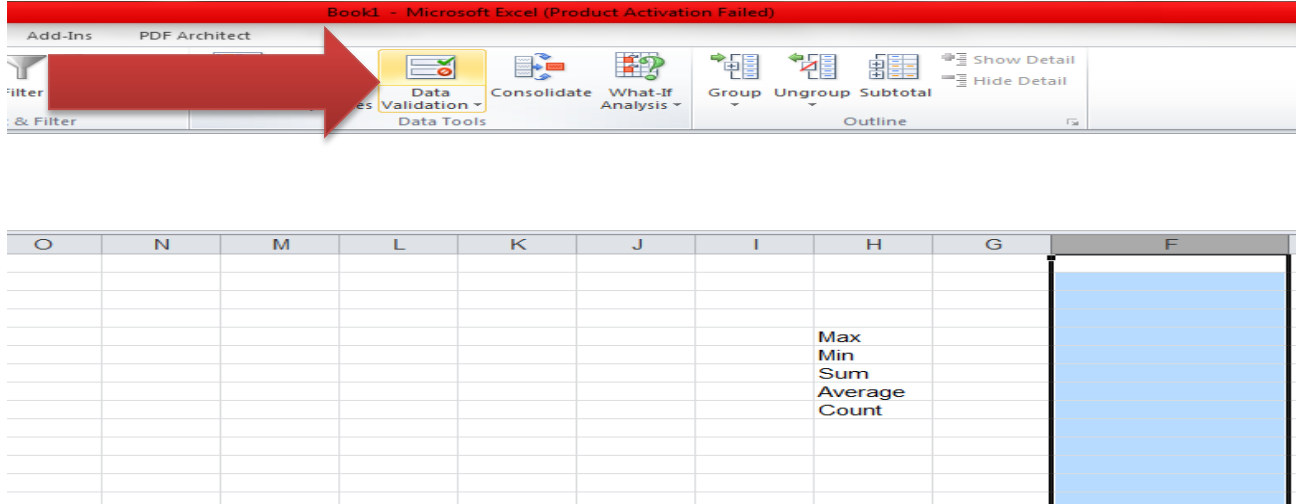 Book1 - Microsoft Excel (Product Activation Failed)
Add-Ins PDF Architect
Data Validation
Consolidate
What-If Analysis
Group
Ungroup
Subtotal
Show Detail
Hide Detail
& Filter
Data Tools
Outline
O N M L K J I H G F
Max
Min
Sum
Average
Count